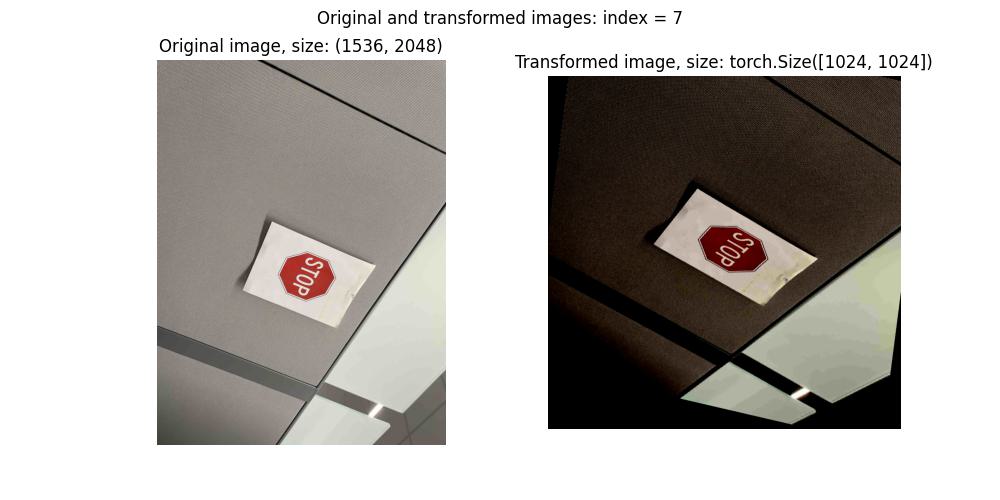 Original and transformed images: index = 7
Original image, size: (1536, 2048)
Transformed image, size: torch.Size([1024, 1024])
STOP
STOP